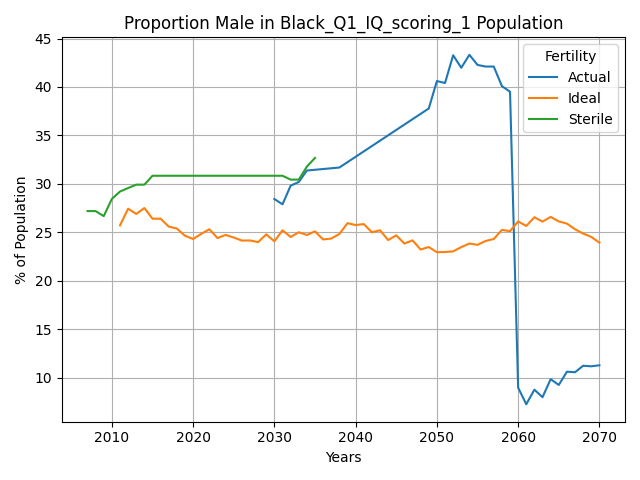 Proportion Male in Black_Q1_IQ_scoring_1 Population
% of Population
45
40
35
30
25
20
15
10
Fertility
Actual
Ideal
Sterile
2010 2020 2030 2040 2050 2060 2070
Years